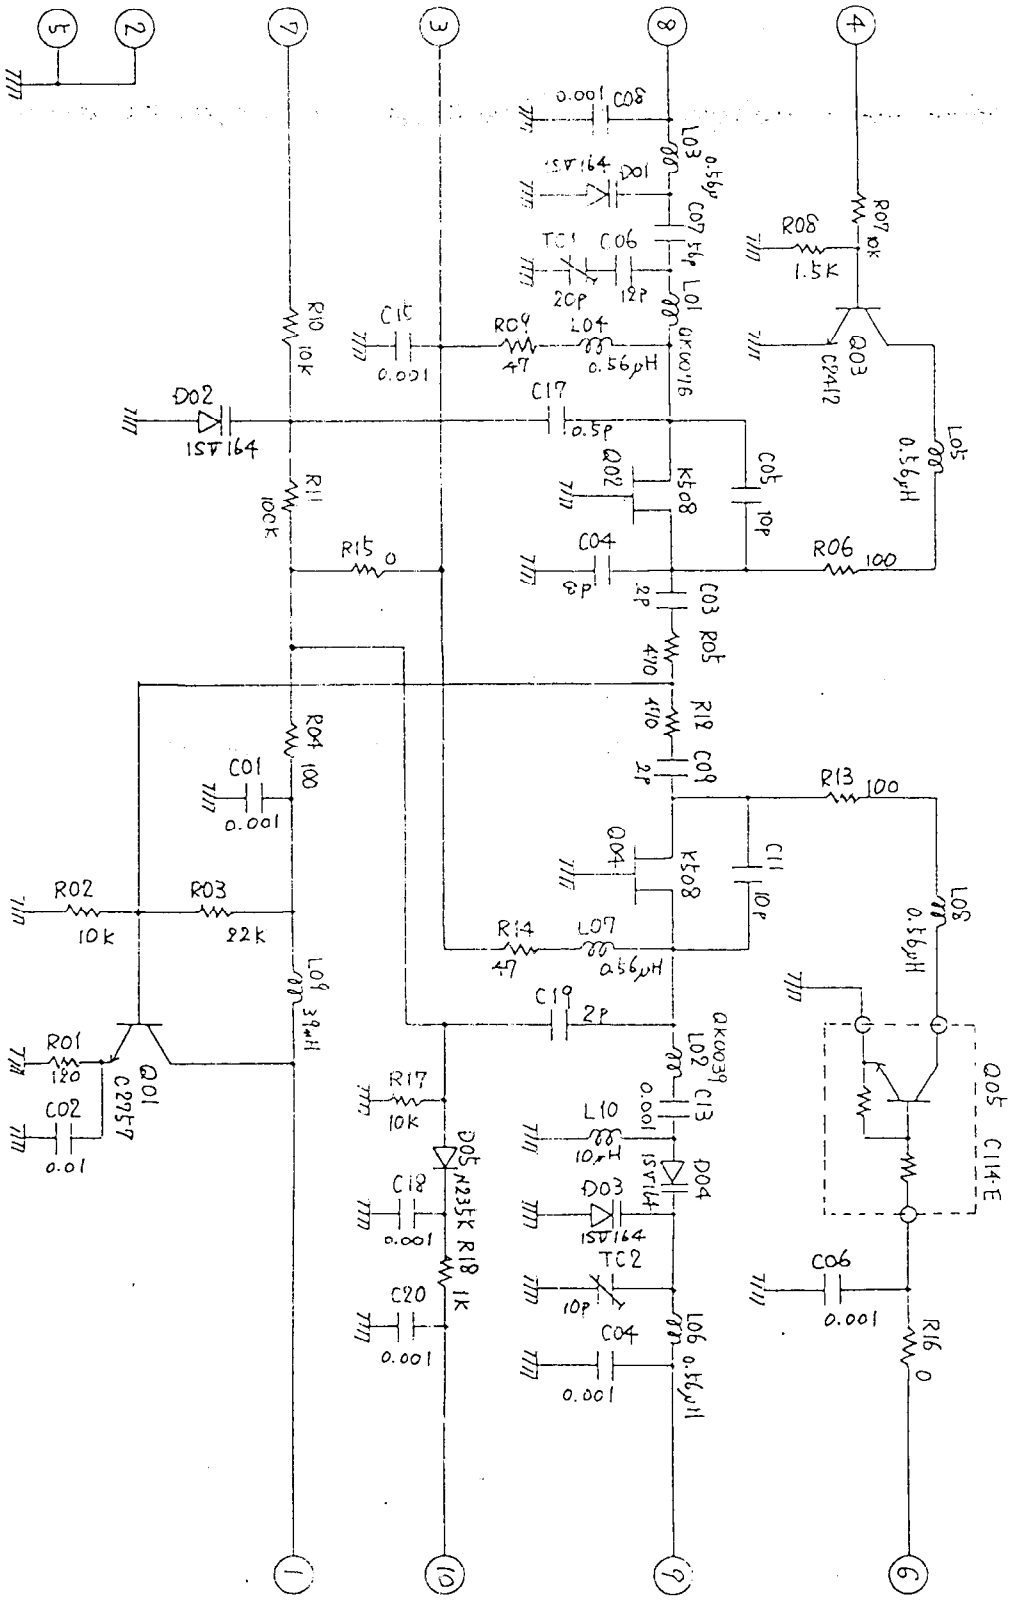 5
2
7
3
8
4
C08
0.001
L03
0.56μ
D01
1SV164
C07
56p
C06
12p
TC1
20p
L01
QK0076
R07
10K
R08
1.5K
Q03
C2412
L05
0.56μH
R10
10K
C15
0.001
R09
47
L04
0.56μH
C17
0.5p
D02
1SV164
R11
100K
R15
0
Q02
K508
C05
10p
C04
R06
100
C03
2P
R05
470
R12
470
C09
2P
R04
100
C01
0.001
R13
100
Q04
K508
C11
10p
L08
0.56μH
R02
10K
R03
22K
R14
47
L07
0.56μH
L09
39μH
C19
2P
R01
120
Q01
C2757
C02
0.01
R17
10K
QK0039
L02
C13
0.001
L10
10μH
D04
1SV164
D03
1SV164
Q05
C114E
D05
C18
0.001
R18
1K
C20
0.001
TC2
10p
L06
0.56μH
C04
0.001
C06
0.001
R16
0
1
10
9
6